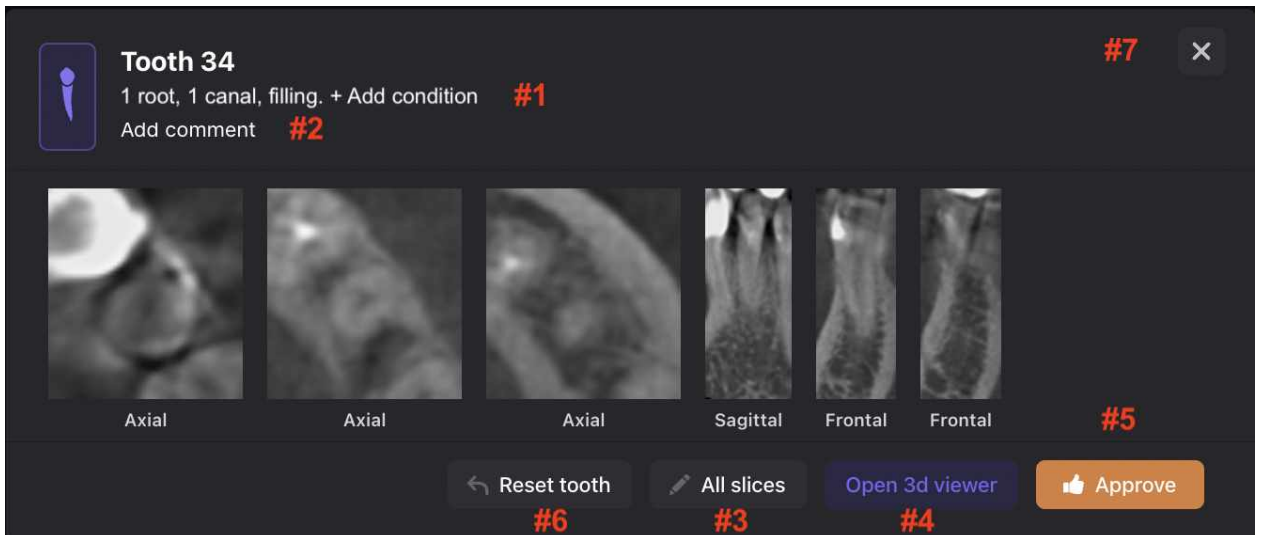 Tooth 34
#7
1 root, 1 canal, filling. + Add condition #1
Add comment #2
Axial
Axial
Axial
Sagittal
Frontal
Frontal
#5
Reset tooth
All slices
Open 3d viewer
Approve
#6
#3
#4